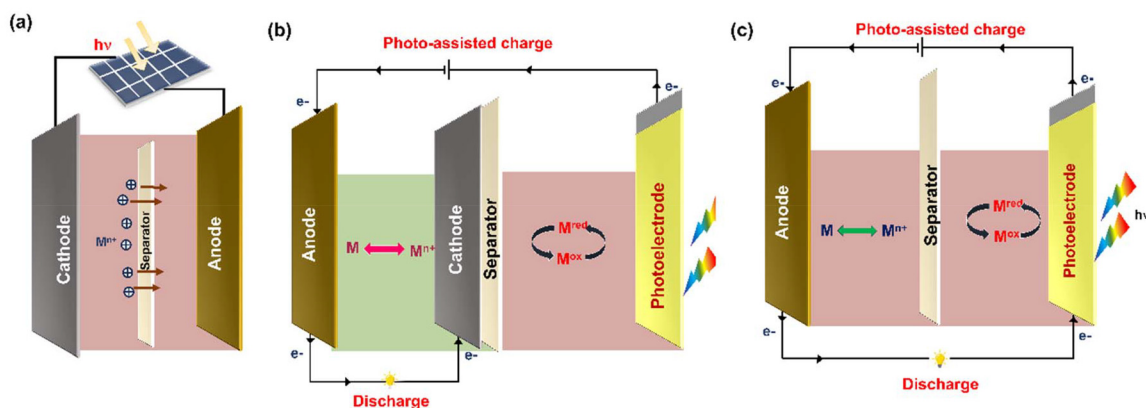 (a)
hν
Cathode
Mⁿ⁺
Separator
Anode
(b)
Photo-assisted charge
e-
e-
Anode
M
Mⁿ⁺
Cathode
Separator
Mʳᵉᵈ
Mᵒˣ
Photoelectrode
e-
e-
Discharge
(c)
Photo-assisted charge
e-
e-
Anode
M
Mⁿ⁺
Separator
Mʳᵉᵈ
Mᵒˣ
Photoelectrode
hν
e-
e-
Discharge